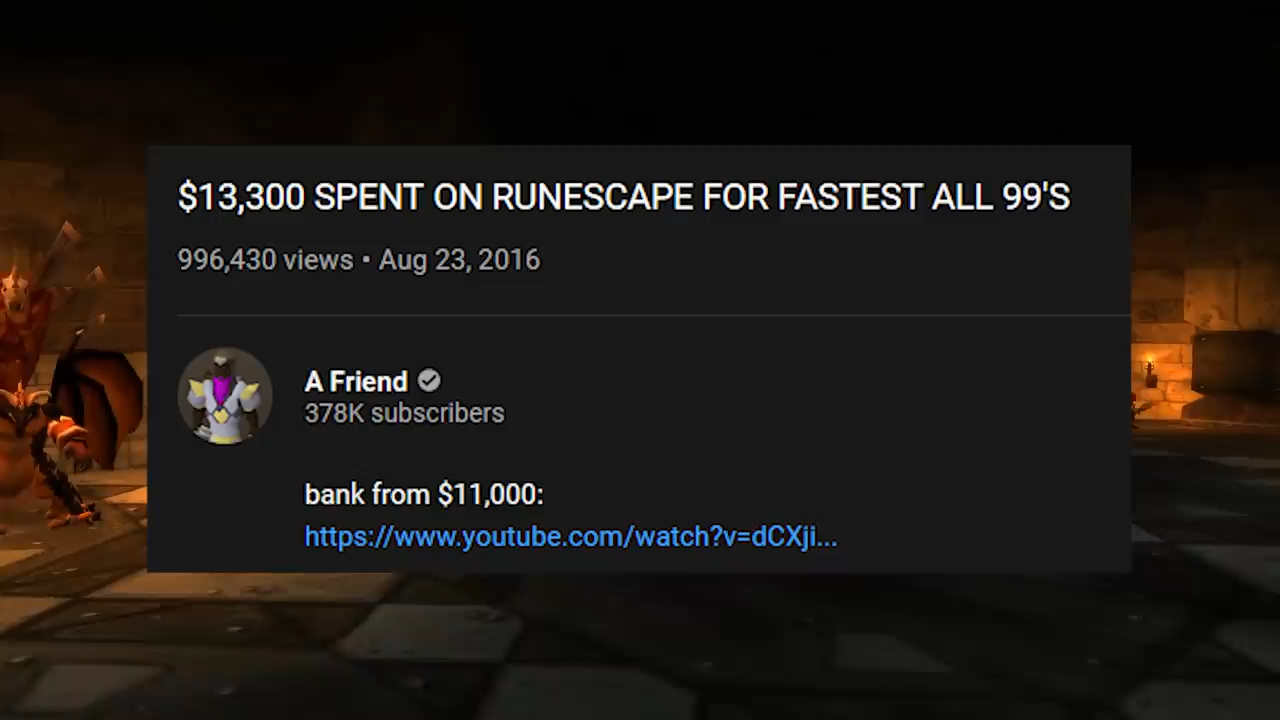 $13,300 SPENT ON RUNESCAPE FOR FASTEST ALL 99'S
996,430 views • Aug 23, 2016
A Friend
378K subscribers
bank from $11,000:
https://www.youtube.com/watch?v=dCXji...